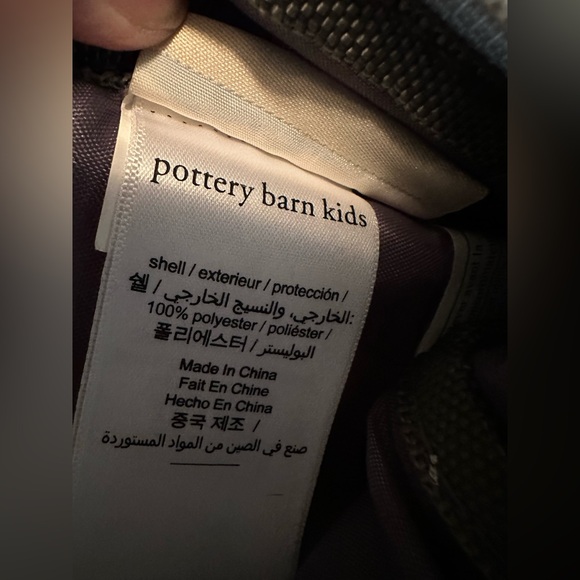 pottery barn kids
shell / exterieur / protección /
쉘 / الخارجي، والنسيج الخارجي:
100% polyester / poliéster /
폴리에스터 / البوليستر
Made In China
Fait En Chine
Hecho En China
중국 제조 /
صنع في الصين من المواد المستوردة